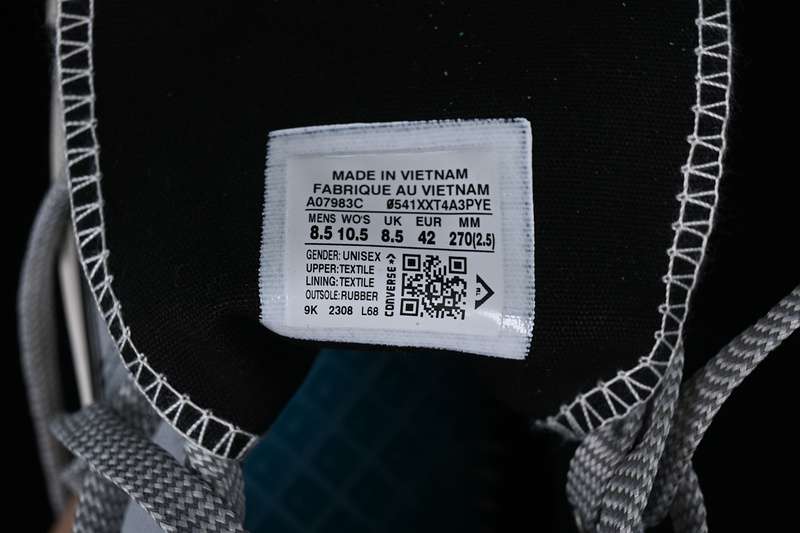 MADE IN VIETNAM
FABRIQUE AU VIETNAM
A07983C Ø541XXT4A3PYE
MENS WO'S UK EUR MM
8.5 10.5 8.5 42 270(2.5)
GENDER: UNISEX
UPPER:TEXTILE
LINING: TEXTILE
OUTSOLE: RUBBER
9K 2308 L68
CONVERSE